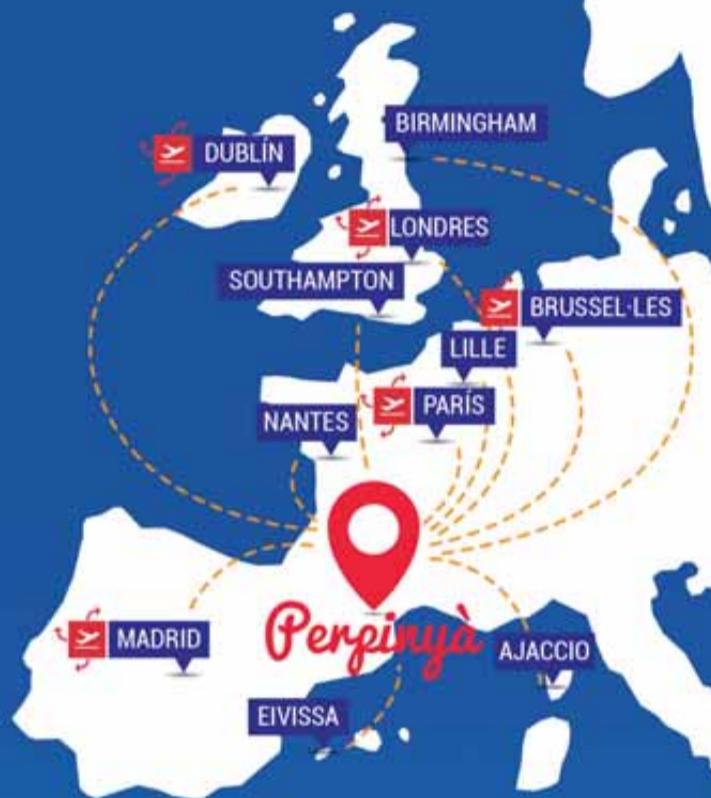 BIRMINGHAM
DUBLÍN
LONDRES
SOUTHAMPTON
BRUSSEL·LES
LILLE
PARÍS
NANTES
Perpinyà
MADRID
AJACCIO
EIVISSA